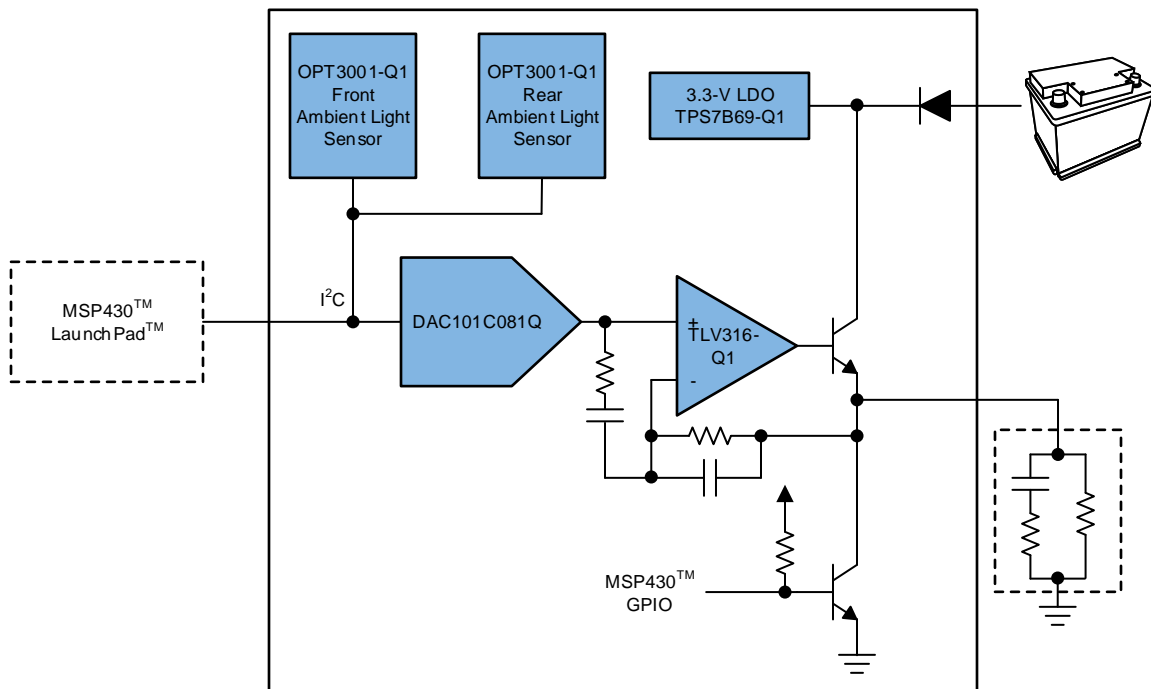 OPT3001-Q1
Front
Ambient Light
Sensor
OPT3001-Q1
Rear
Ambient Light
Sensor
3.3-V LDO
TPS7B69-Q1
MSP430™
LaunchPad™
I²C
DAC101C081Q
+
TLV316-
Q1
-
MSP430™
GPIO